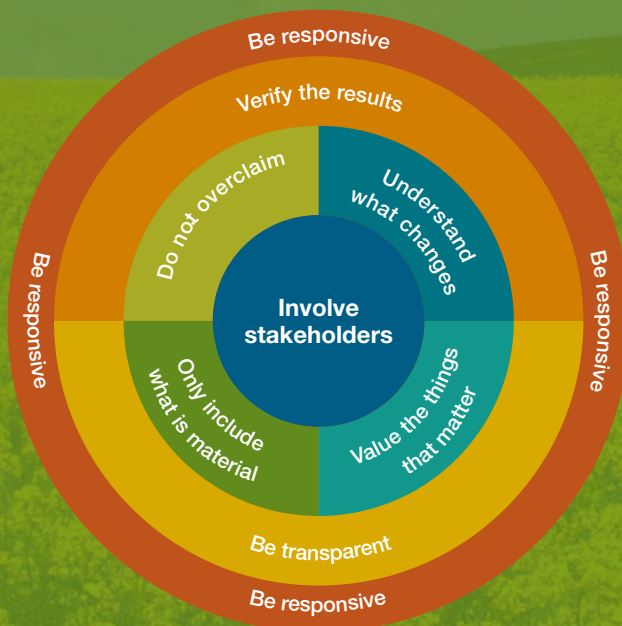 Be responsive
Verify the results
Do not overclaim
Understand
what changes
Be responsive
Involve
stakeholders
Be responsive
Only include
what is material
Value the things
that matter
Be transparent
Be responsive